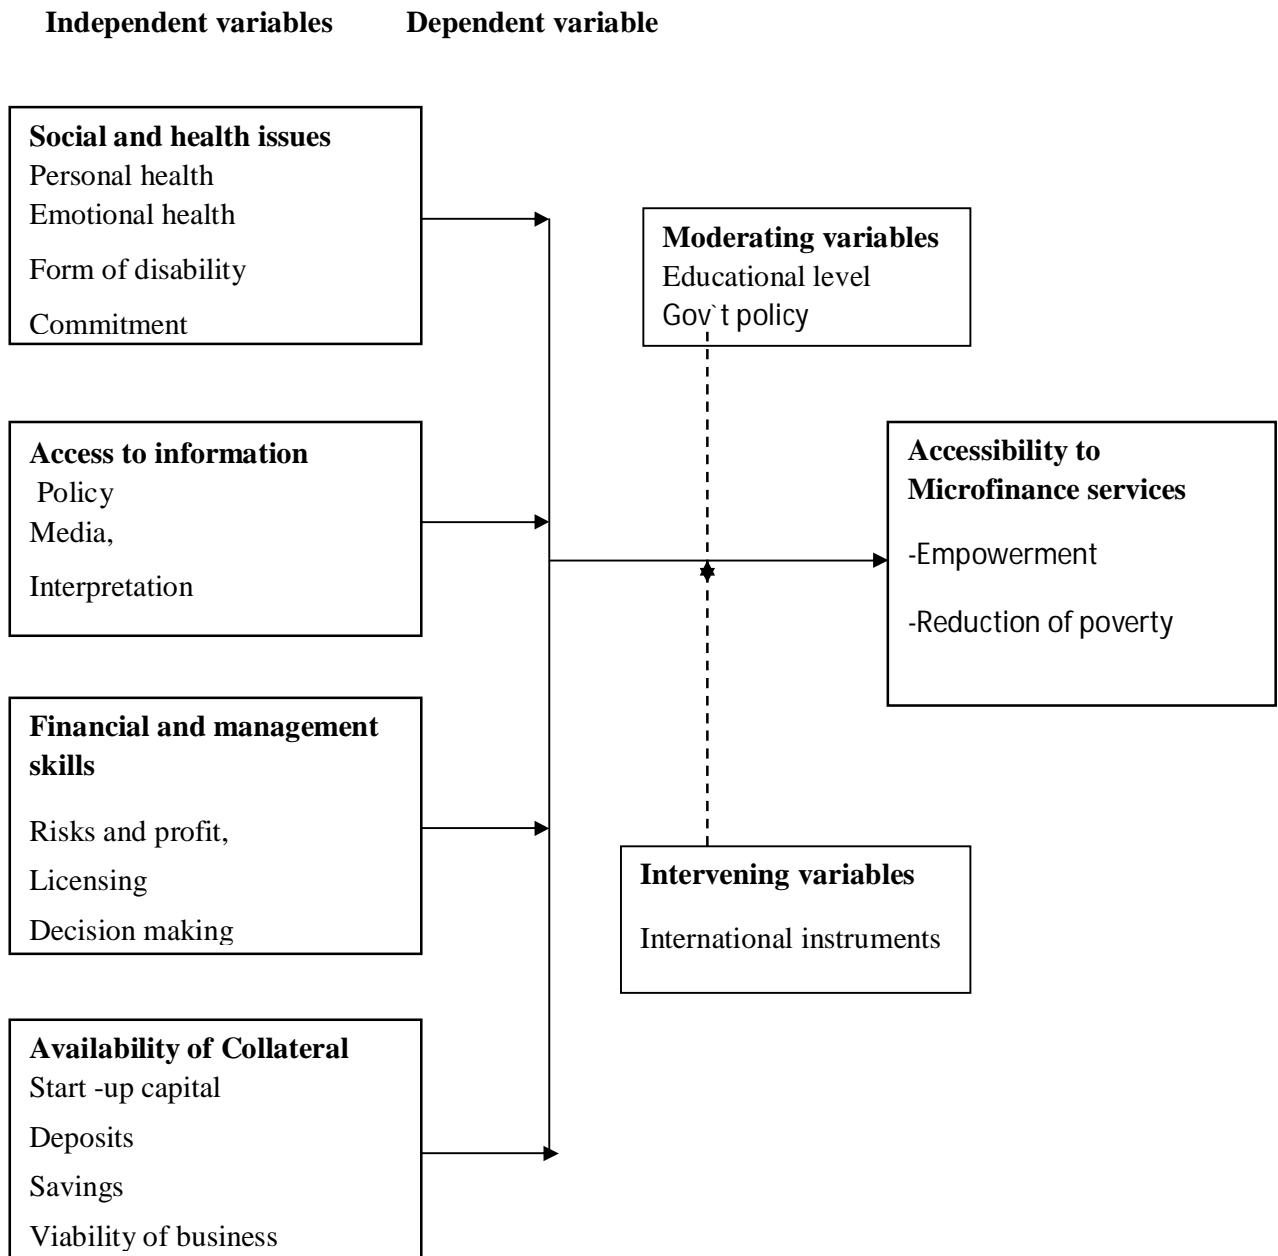 Independent variables Dependent variable
Social and health issues
Personal health
Emotional health
Form of disability
Commitment
Moderating variables
Educational level
Gov`t policy
Access to information
Policy
Media,
Interpretation
Accessibility to
Microfinance services
-Empowerment
-Reduction of poverty
Financial and management
skills
Risks and profit,
Licensing
Decision making
Intervening variables
International instruments
Availability of Collateral
Start -up capital
Deposits
Savings
Viability of business